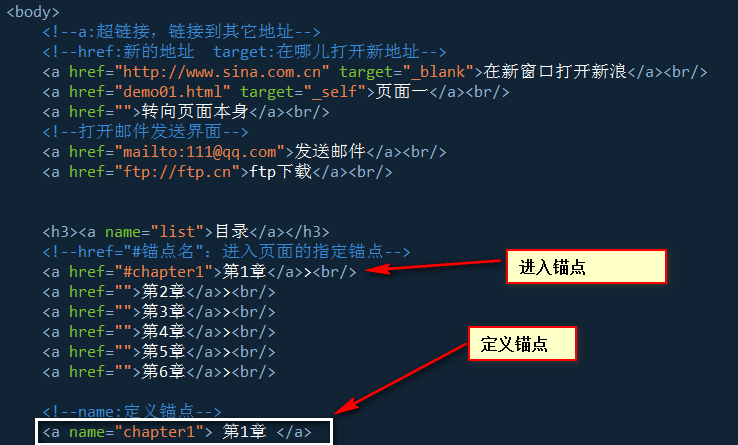 <body>
<!--a:超链接，链接到其它地址-->
<!--href:新的地址  target:在哪儿打开新地址-->
<a href="http://www.sina.com.cn" target="_blank">在新窗口打开新浪</a><br/>
<a href="demo01.html" target="_self">页面一</a><br/>
<a href="">转向页面本身</a><br/>
<!--打开邮件发送界面-->
<a href="mailto:111@qq.com">发送邮件</a><br/>
<a href="ftp://ftp.cn">ftp下载</a><br/>
<h3><a name="list">目录</a></h3>
<!--href="#锚点名"：进入页面的指定锚点-->
<a href="#chapter1">第1章</a>><br/>
进入锚点
<a href="">第2章</a>><br/>
<a href="">第3章</a>><br/>
<a href="">第4章</a>><br/>
定义锚点
<a href="">第5章</a>><br/>
<a href="">第6章</a>><br/>
<!--name:定义锚点-->
<a name="chapter1"> 第1章 </a>